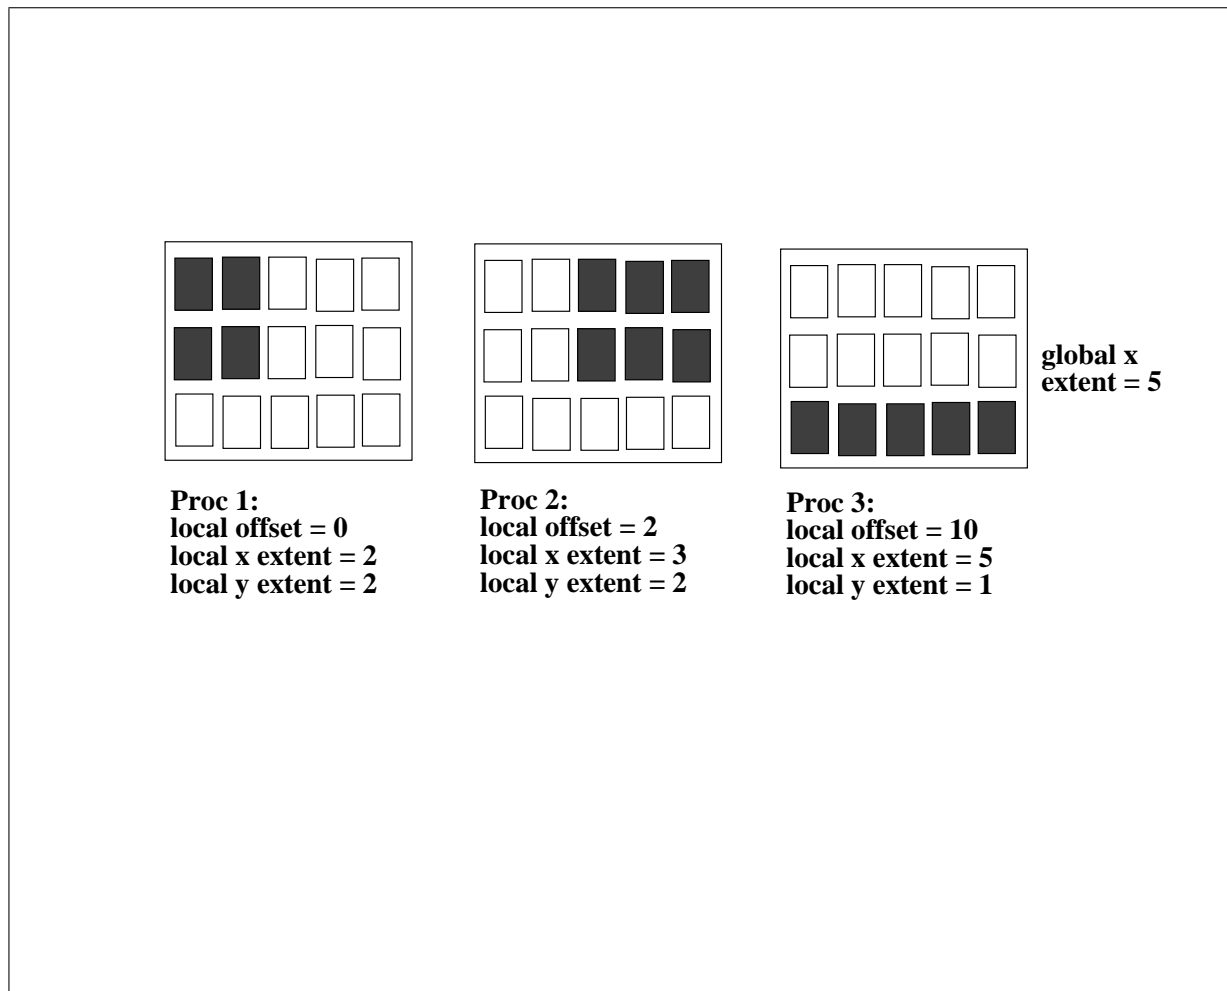 global x
extent = 5
Proc 1:
local offset = 0
local x extent = 2
local y extent = 2
Proc 2:
local offset = 2
local x extent = 3
local y extent = 2
Proc 3:
local offset = 10
local x extent = 5
local y extent = 1